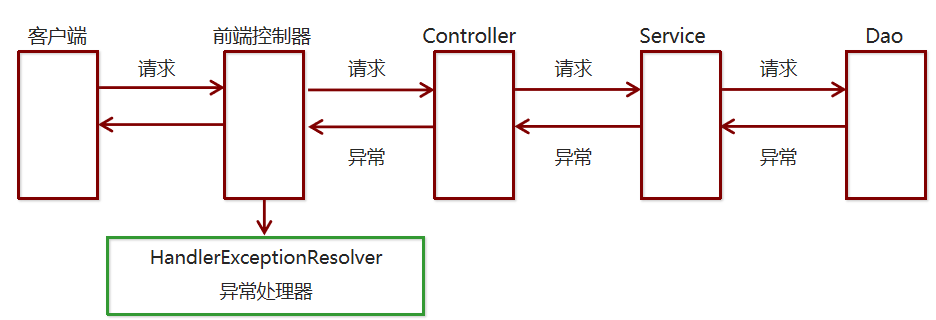 客户端
前端控制器
Controller
Service
Dao
请求
请求
请求
请求
异常
异常
异常
HandlerExceptionResolver
异常处理器